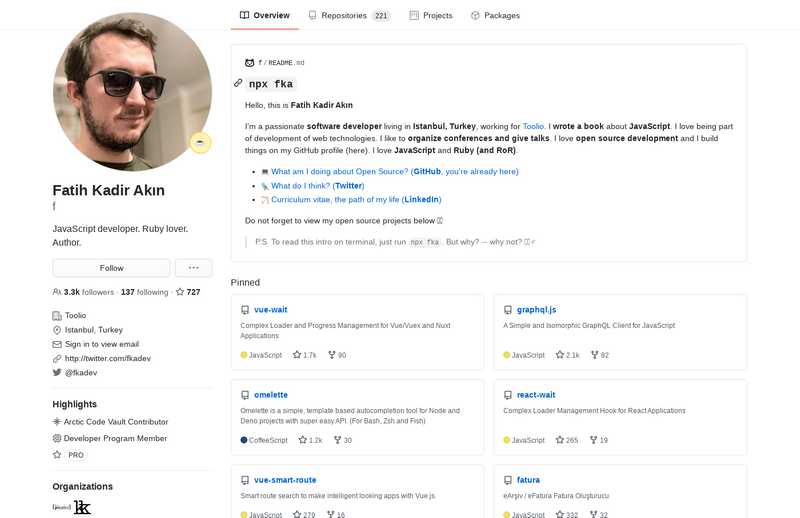 Overview
Repositories 221
Projects
Packages
Fatih Kadir Akın
f
JavaScript developer. Ruby lover.
Author.
Follow
3.3k followers · 137 following · 727
Toolio
Istanbul, Turkey
Sign in to view email
http://twitter.com/fkadev
@fkadev
Highlights
Arctic Code Vault Contributor
Developer Program Member
PRO
Organizations
f / README.md
npx fka
Hello, this is Fatih Kadir Akın
I'm a passionate software developer living in Istanbul, Turkey, working for Toolio. I wrote a book about JavaScript. I love being part
of development of web technologies. I like to organize conferences and give talks. I love open source development and I build
things on my GitHub profile (here). I love JavaScript and Ruby (and RoR).
What am I doing about Open Source? (GitHub, you're already here)
What do I think? (Twitter)
Curriculum vitae, the path of my life (LinkedIn)
Do not forget to view my open source projects below
P.S. To read this intro on terminal, just run npx fka. But why? — why not?
Pinned
vue-wait
Complex Loader and Progress Management for Vue/Vuex and Nuxt
Applications
JavaScript 1.7k 90
graphql.js
A Simple and Isomorphic GraphQL Client for JavaScript
JavaScript 2.1k 82
omelette
Omelette is a simple, template based autocompletion tool for Node and
Deno projects with super easy API. (For Bash, Zsh and Fish)
CoffeeScript 1.2k 30
react-wait
Complex Loader Management Hook for React Applications
JavaScript 265 19
vue-smart-route
Smart route search to make intelligent looking apps with Vue.js.
JavaScript 279 16
fatura
eArşiv / eFatura Fatura Oluşturucu
JavaScript 332 32